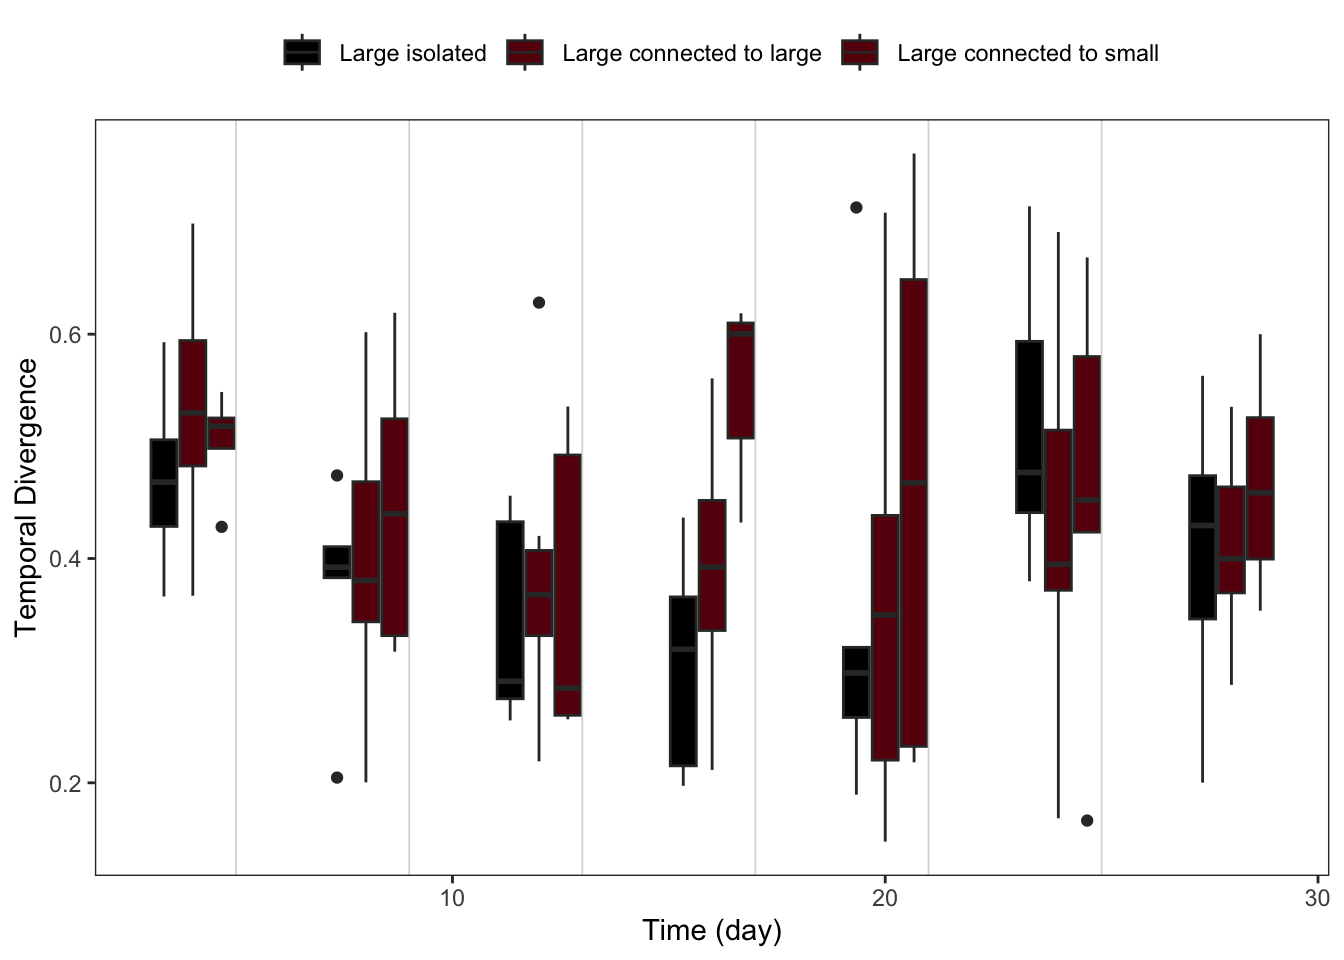 Large isolated Large connected to large Large connected to small
Temporal Divergence
0.6
0.4
0.2
10 20 30
Time (day)